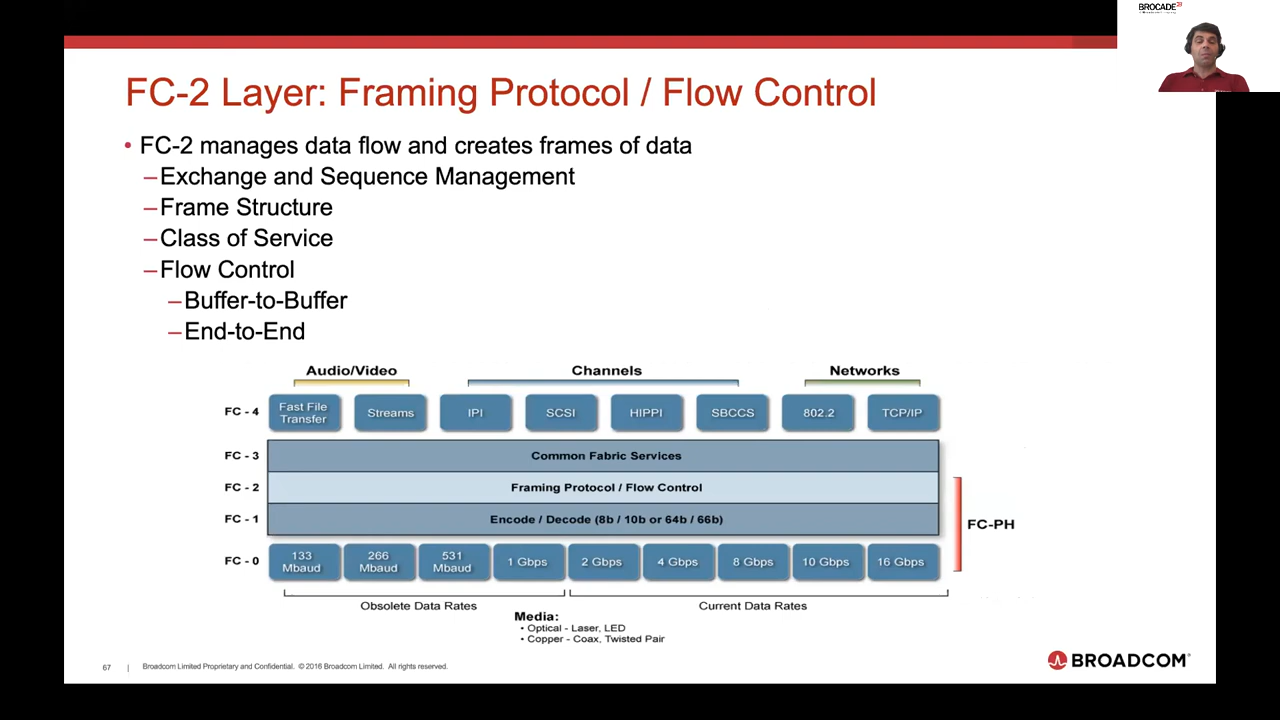 BROCADE
FC-2 Layer: Framing Protocol / Flow Control
• FC-2 manages data flow and creates frames of data
–Exchange and Sequence Management
–Frame Structure
–Class of Service
–Flow Control
–Buffer-to-Buffer
–End-to-End
Audio/Video Channels Networks
FC - 4 Fast File Transfer Streams IPI SCSI HIPPI SBCCS 802.2 TCP/IP
FC - 3 Common Fabric Services
FC - 2 Framing Protocol / Flow Control
FC - 1 Encode / Decode (8b / 10b or 64b / 66b)
FC-PH
FC - 0 133 Mbaud 266 Mbaud 531 Mbaud 1 Gbps 2 Gbps 4 Gbps 8 Gbps 10 Gbps 16 Gbps
Obsolete Data Rates Current Data Rates
Media:
• Optical - Laser, LED
• Copper - Coax, Twisted Pair
67 | Broadcom Limited Proprietary and Confidential. © 2016 Broadcom Limited. All rights reserved.
BROADCOM